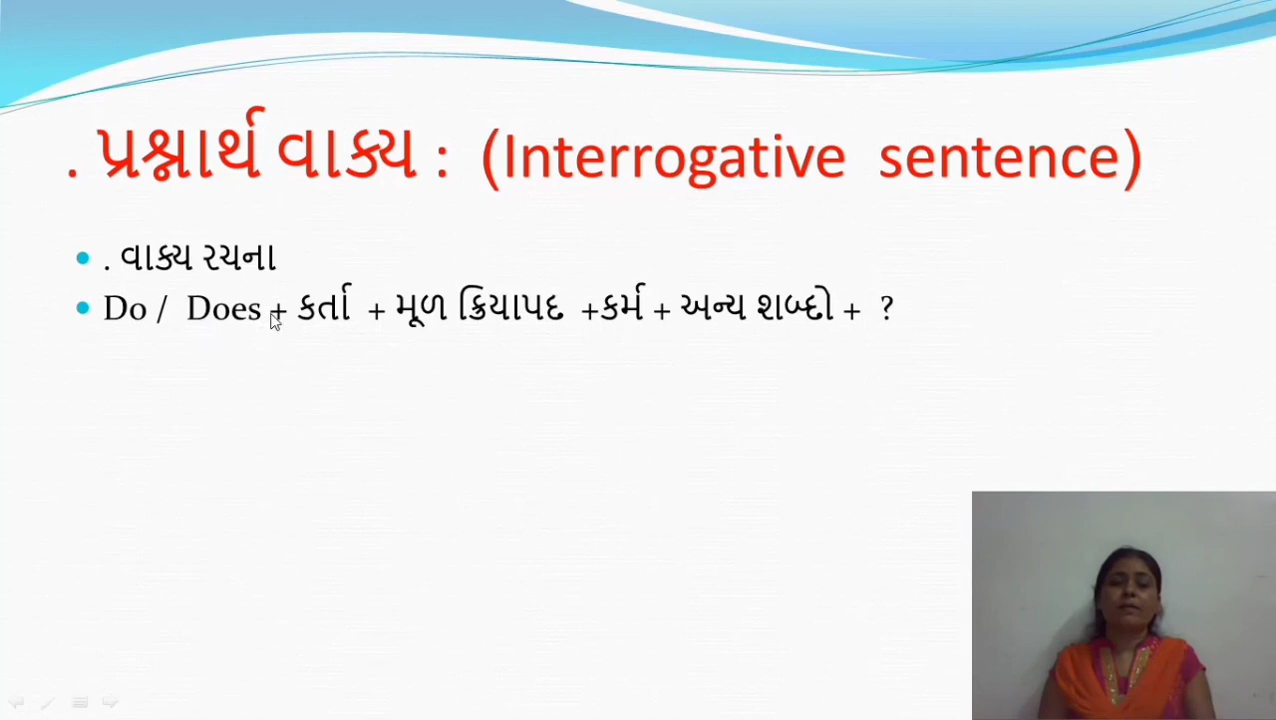 . પ્રશ્નાર્થ વાક્ય : (Interrogative sentence)
. વાક્ય રચના
Do / Does + કર્તા + મૂળ ક્રિયાપદ +કર્મ + અન્ય શબ્દો + ?